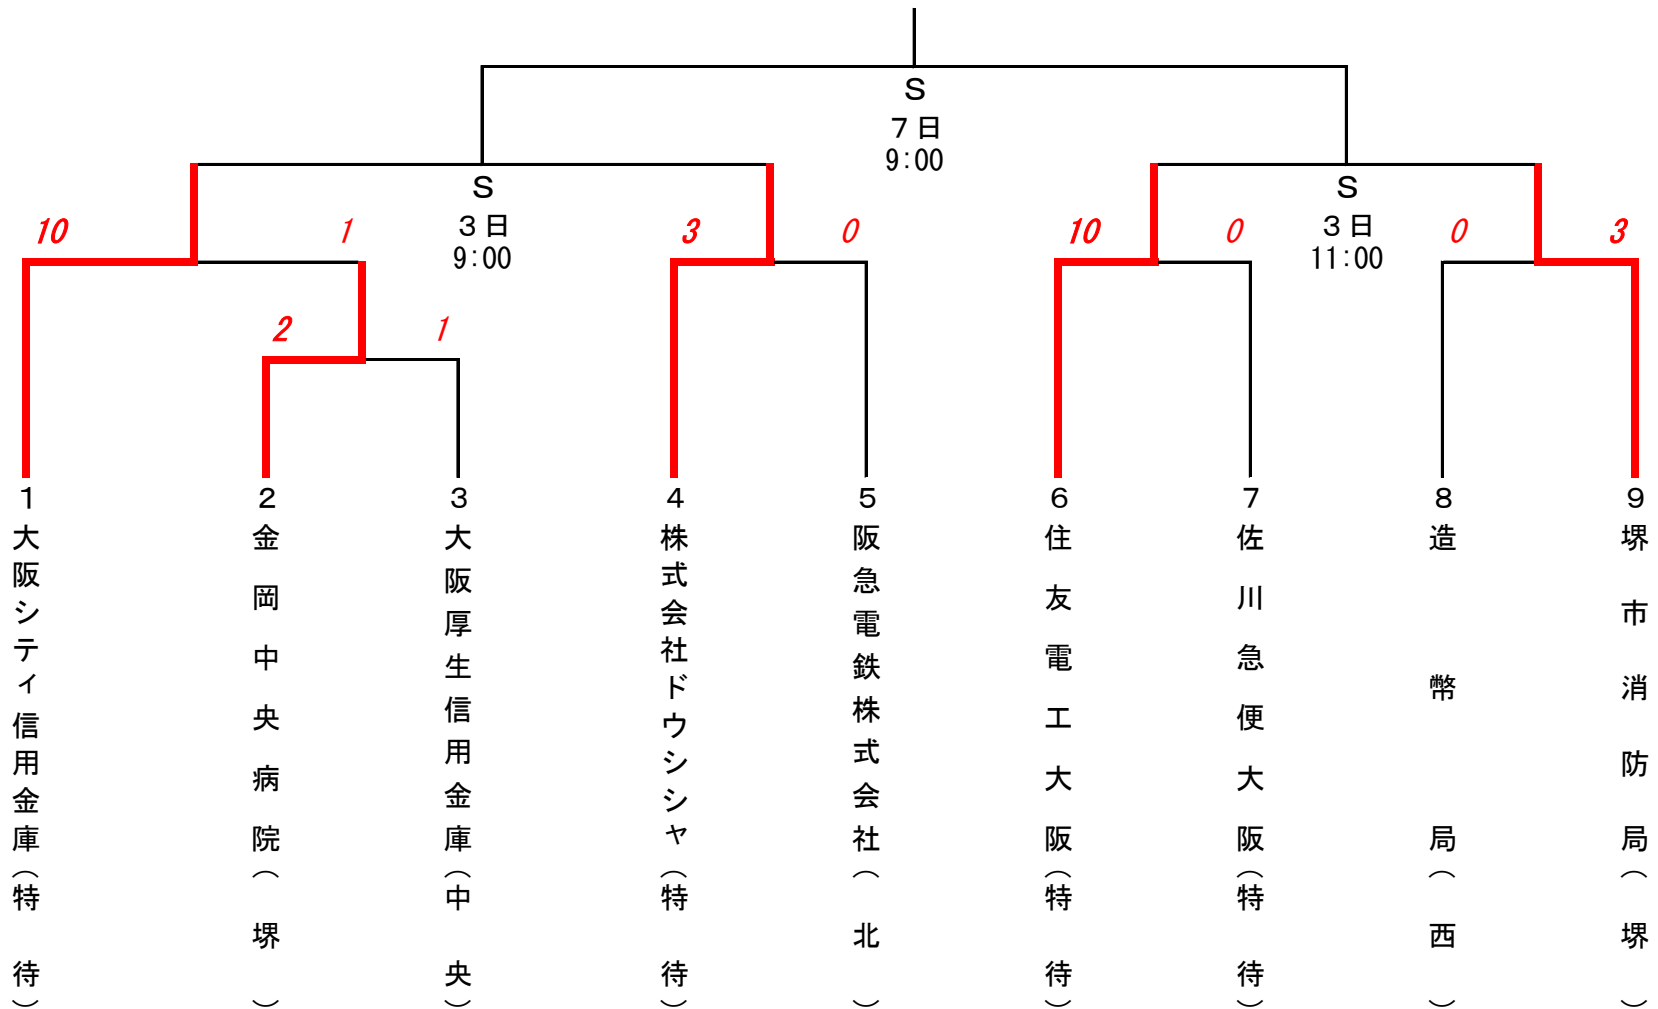 S
７日
9:00
S
３日
9:00
S
３日
11:00
10
1
3
0
10
0
0
3
2
1
1
2
3
4
5
6
7
8
9
大阪シティ信用金庫（特待）
金岡中央病院（堺）
大阪厚生信用金庫（中央）
株式会社ドウシシャ（特待）
阪急電鉄株式会社（北）
住友電工大阪（特待）
佐川急便大阪（特待）
造幣局（西）
堺市消防局（堺）